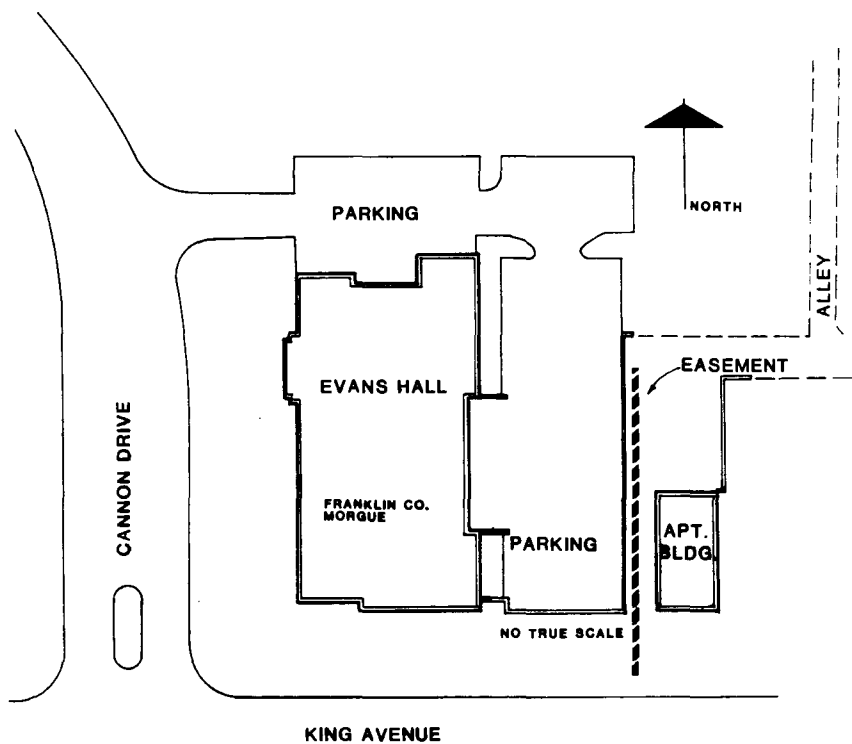 PARKING
NORTH
ALLEY
EASEMENT
EVANS HALL
CANNON DRIVE
FRANKLIN CO.
MORGUE
PARKING
APT.
BLDG.
NO TRUE SCALE
KING AVENUE